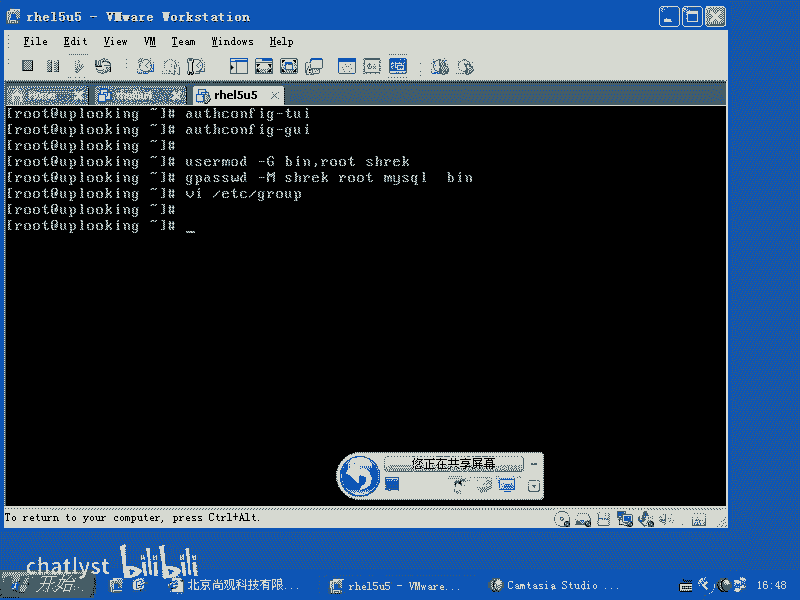 rhel5u5 - VMware Workstation
File Edit View VM Team Windows Help
Home rhel5u5
[root@uplooking ~]# authconfig-tui
[root@uplooking ~]# authconfig-gui
[root@uplooking ~]#
[root@uplooking ~]# usermod -G bin,root shrek
[root@uplooking ~]# gpasswd -M shrek root mysql  bin
[root@uplooking ~]# vi /etc/group
[root@uplooking ~]#
[root@uplooking ~]# _
您正在共享屏幕
To return to your computer, press Ctrl+Alt.
chatlyst bilibili
开始 北京尚观科技有限... rhel5u5 - VMware... Camtasia Studio ... 16:48